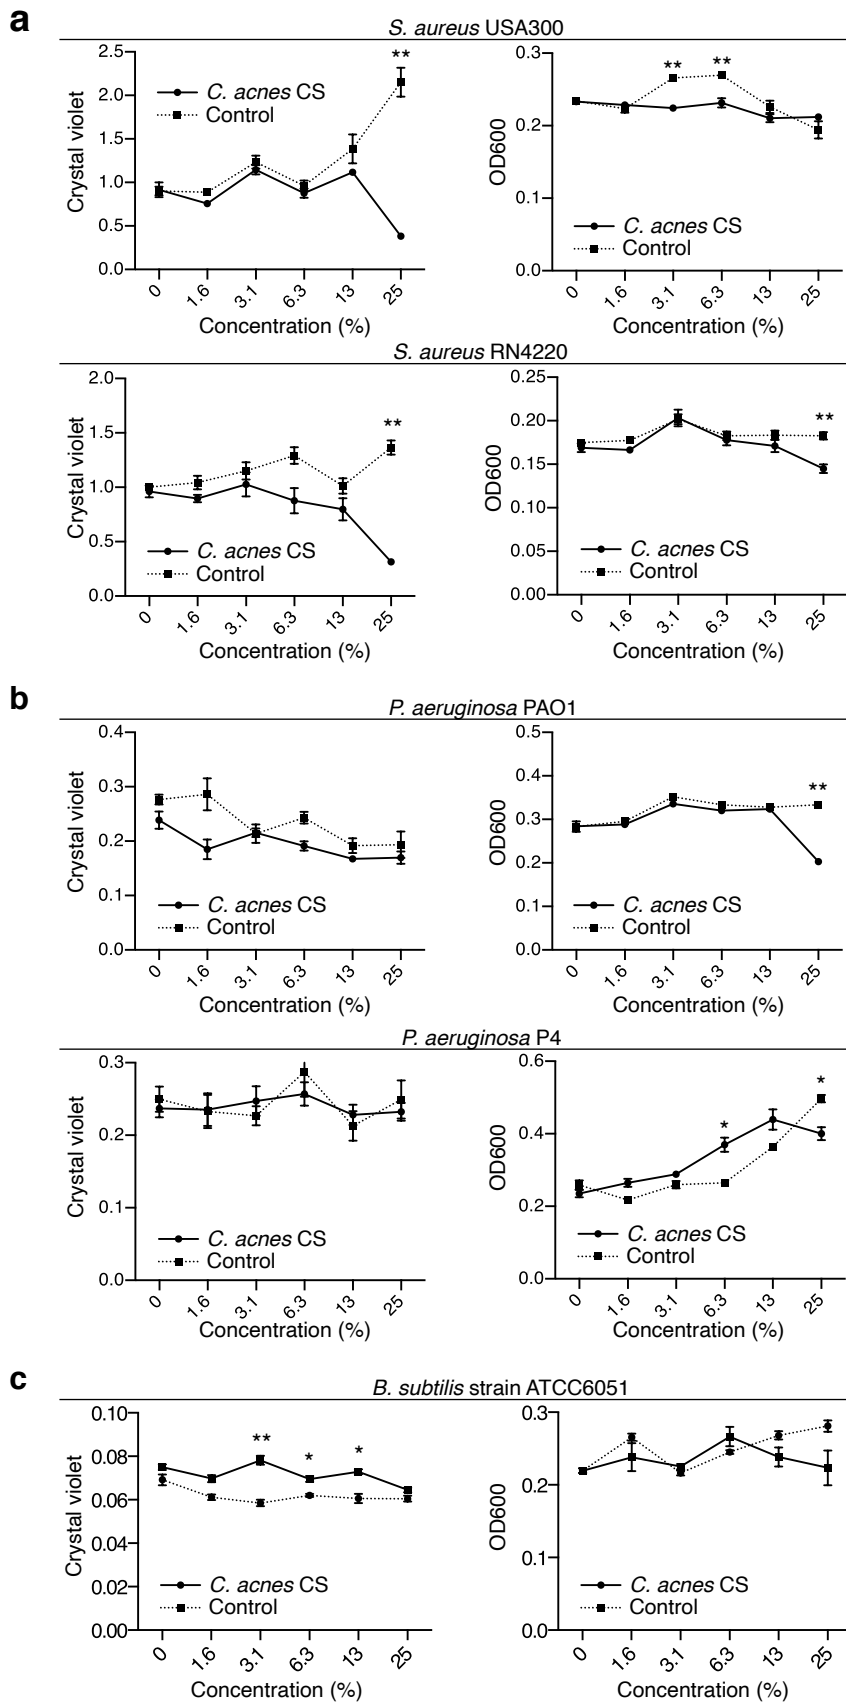 a
S. aureus USA300
2.5
2.0
1.5
1.0
0.5
0.0
Crystal violet
C. acnes CS
Control
**
0 1.6 3.1 6.3 13 25
Concentration (%)
0.3
0.2
0.1
0.0
OD600
** **
C. acnes CS
Control
0 1.6 3.1 6.3 13 25
Concentration (%)
S. aureus RN4220
2.0
1.5
1.0
0.5
0.0
Crystal violet
**
C. acnes CS
Control
0 1.6 3.1 6.3 13 25
Concentration (%)
0.25
0.20
0.15
0.10
0.05
0.00
OD600
**
C. acnes CS
Control
0 1.6 3.1 6.3 13 25
Concentration (%)
b
P. aeruginosa PAO1
0.4
0.3
0.2
0.1
0.0
Crystal violet
C. acnes CS
Control
0 1.6 3.1 6.3 13 25
Concentration (%)
0.5
0.4
0.3
0.2
0.1
0.0
OD600
**
C. acnes CS
Control
0 1.6 3.1 6.3 13 25
Concentration (%)
P. aeruginosa P4
0.3
0.2
0.1
0.0
Crystal violet
C. acnes CS
Control
0 1.6 3.1 6.3 13 25
Concentration (%)
0.6
0.4
0.2
0.0
OD600
* *
C. acnes CS
Control
0 1.6 3.1 6.3 13 25
Concentration (%)
c
B. subtilis strain ATCC6051
0.10
0.08
0.06
0.04
0.02
0.00
Crystal violet
** * *
C. acnes CS
Control
0 1.6 3.1 6.3 13 25
Concentration (%)
0.3
0.2
0.1
0.0
OD600
C. acnes CS
Control
0 1.6 3.1 6.3 13 25
Concentration (%)